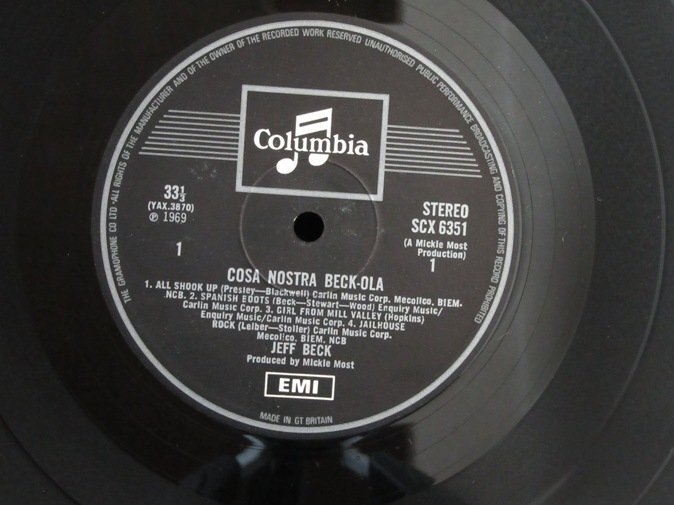 THE GRAMOPHONE CO LTD · ALL RIGHTS OF THE MANUFACTURER AND OF THE OWNER OF THE RECORDED WORK RESERVED UNAUTHORISED PUBLIC PERFORMANCE BROADCASTING AND COPYING OF THIS RECORD PROHIBITED
Columbia
33⅓
(YAX.3870)
℗ 1969
1
STEREO
SCX 6351
(A Mickie Most
Production)
1
COSA NOSTRA BECK-OLA
1. ALL SHOOK UP (Presley—Blackwell) Carlin Music Corp. Mecolico, BIEM-
NCB. 2. SPANISH BOOTS (Beck—Stewart—Wood) Enquiry Music/
Carlin Music Corp. 3. GIRL FROM MILL VALLEY (Hopkins)
Enquiry Music/Carlin Music Corp. 4. JAILHOUSE
ROCK (Leiber—Stoller) Carlin Music Corp.
Mecolico, BIEM, NCB
JEFF BECK
Produced by Mickie Most
EMI
MADE IN GT BRITAIN